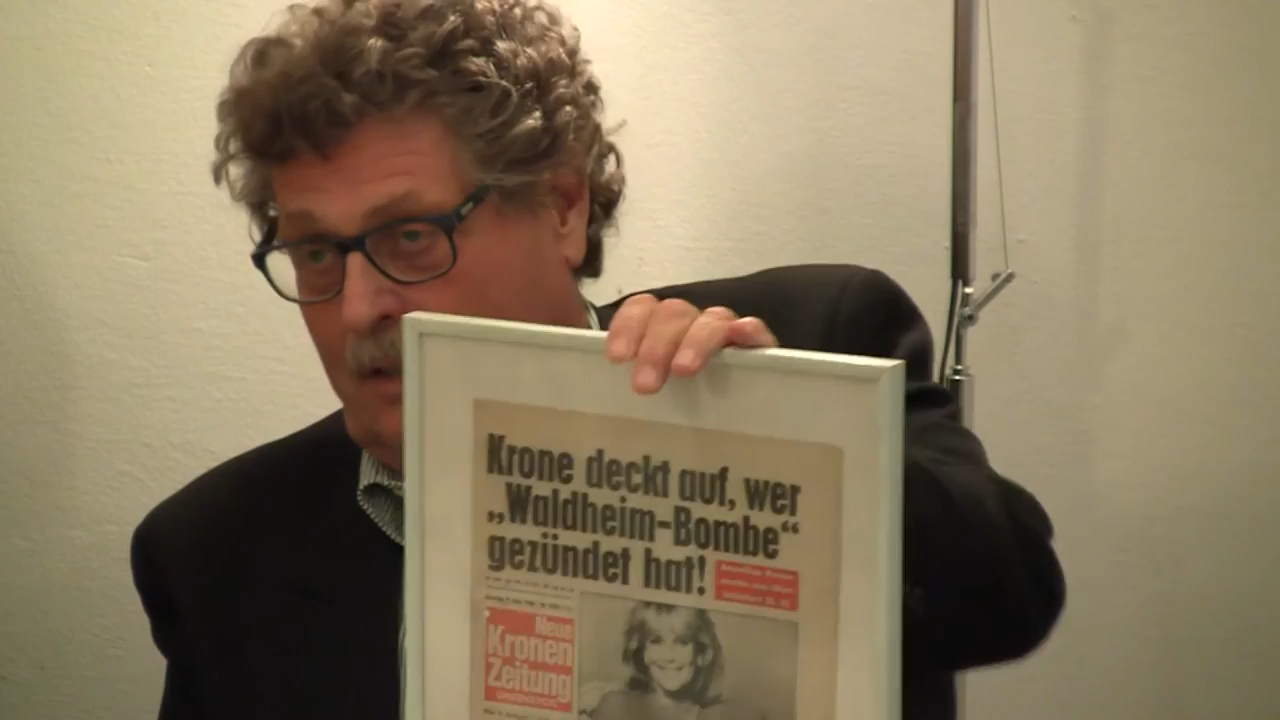 Krone deckt auf, wer
„Waldheim-Bombe“
gezündet hat!
Neue
Kronen
Zeitung